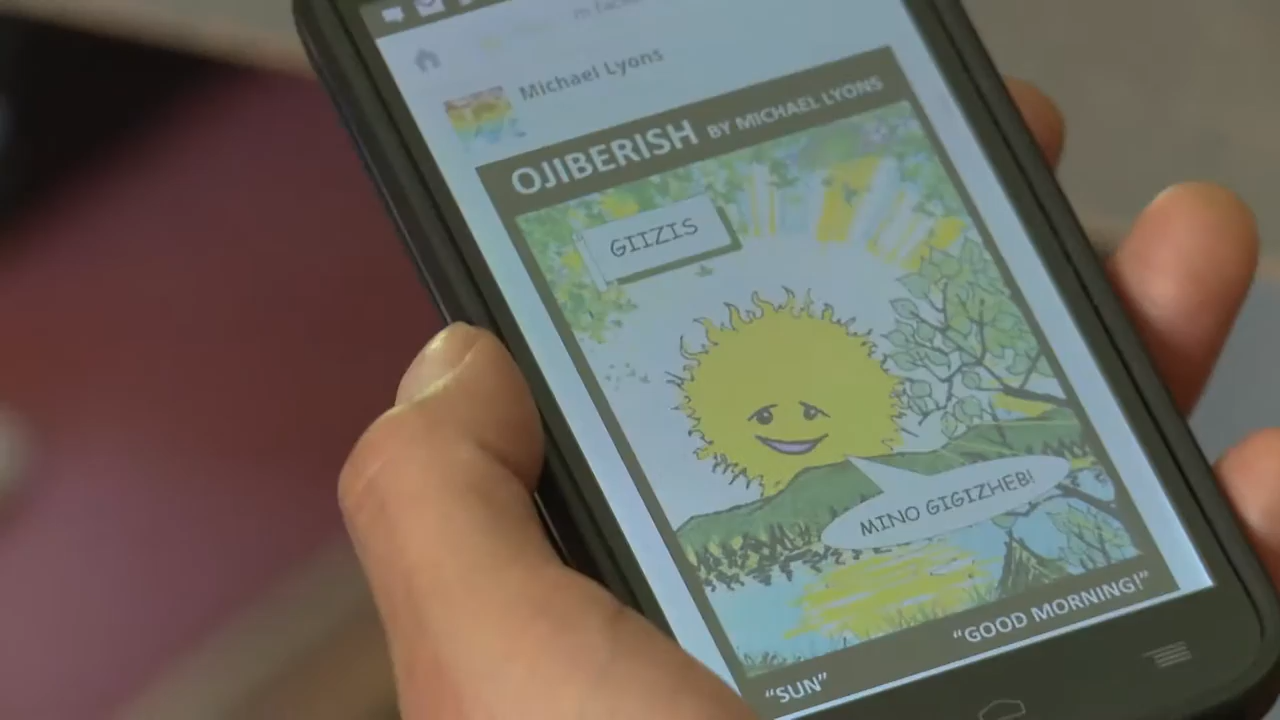 Michael Lyons
OJIBERISH BY MICHAEL LYONS
GIIZIS
MINO GIGIZHEB!
"GOOD MORNING!"
"SUN"